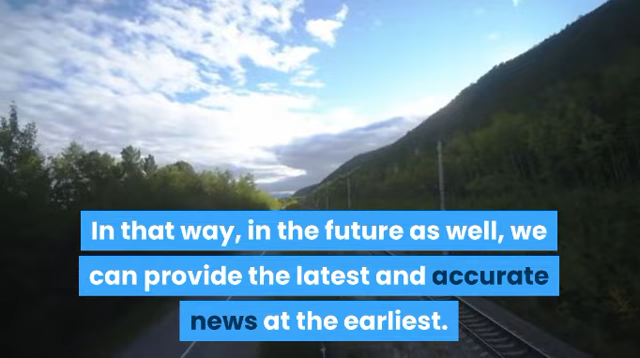 In that way, in the future as well, we
can provide the latest and accurate
news at the earliest.